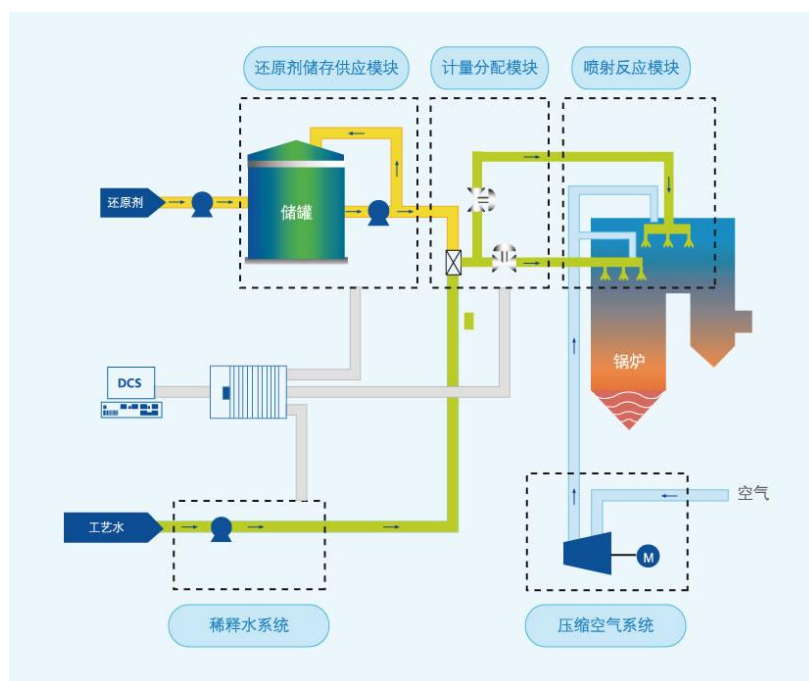 还原剂储存供应模块
计量分配模块
喷射反应模块
还原剂
储罐
锅炉
DCS
空气
工艺水
M
稀释水系统
压缩空气系统